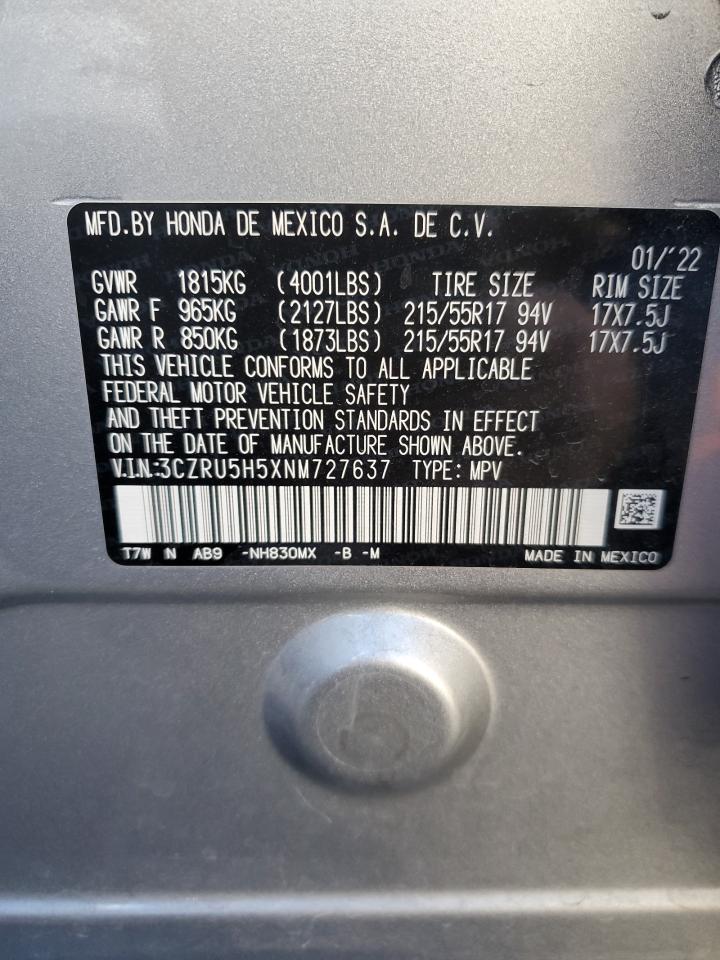 MFD.BY HONDA DE MEXICO S.A. DE C.V.
01/'22
GVWR 1815KG (4001LBS) TIRE SIZE RIM SIZE
GAWR F 965KG (2127LBS) 215/55R17 94V 17X7.5J
GAWR R 850KG (1873LBS) 215/55R17 94V 17X7.5J
THIS VEHICLE CONFORMS TO ALL APPLICABLE
FEDERAL MOTOR VEHICLE SAFETY
AND THEFT PREVENTION STANDARDS IN EFFECT
ON THE DATE OF MANUFACTURE SHOWN ABOVE.
V.I.N.:3CZRU5H5XNM727637 TYPE: MPV
T7W N AB9 -NH830MX -B -M MADE IN MEXICO